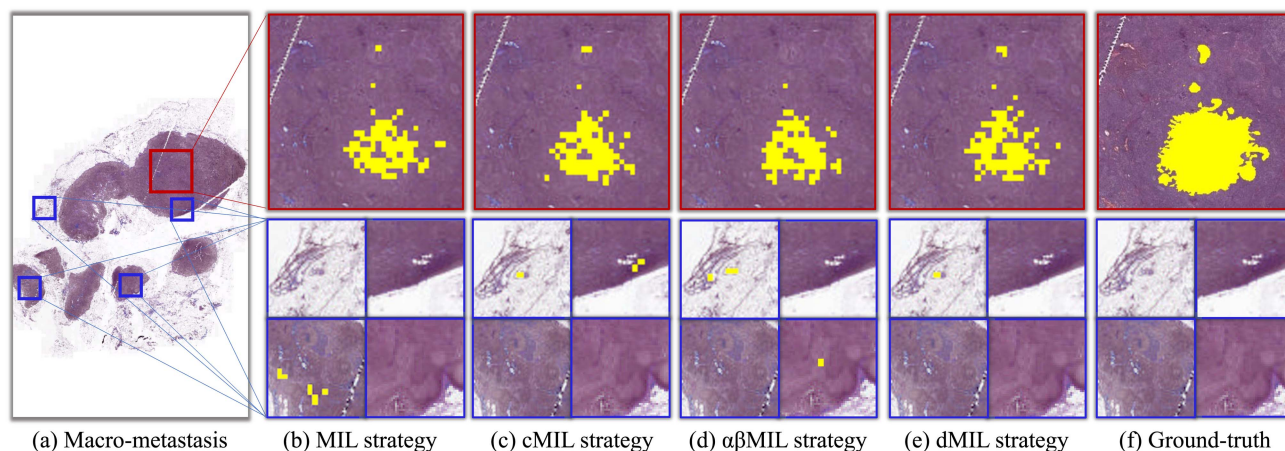 (a) Macro-metastasis (b) MIL strategy (c) cMIL strategy (d) αβMIL strategy (e) dMIL strategy (f) Ground-truth